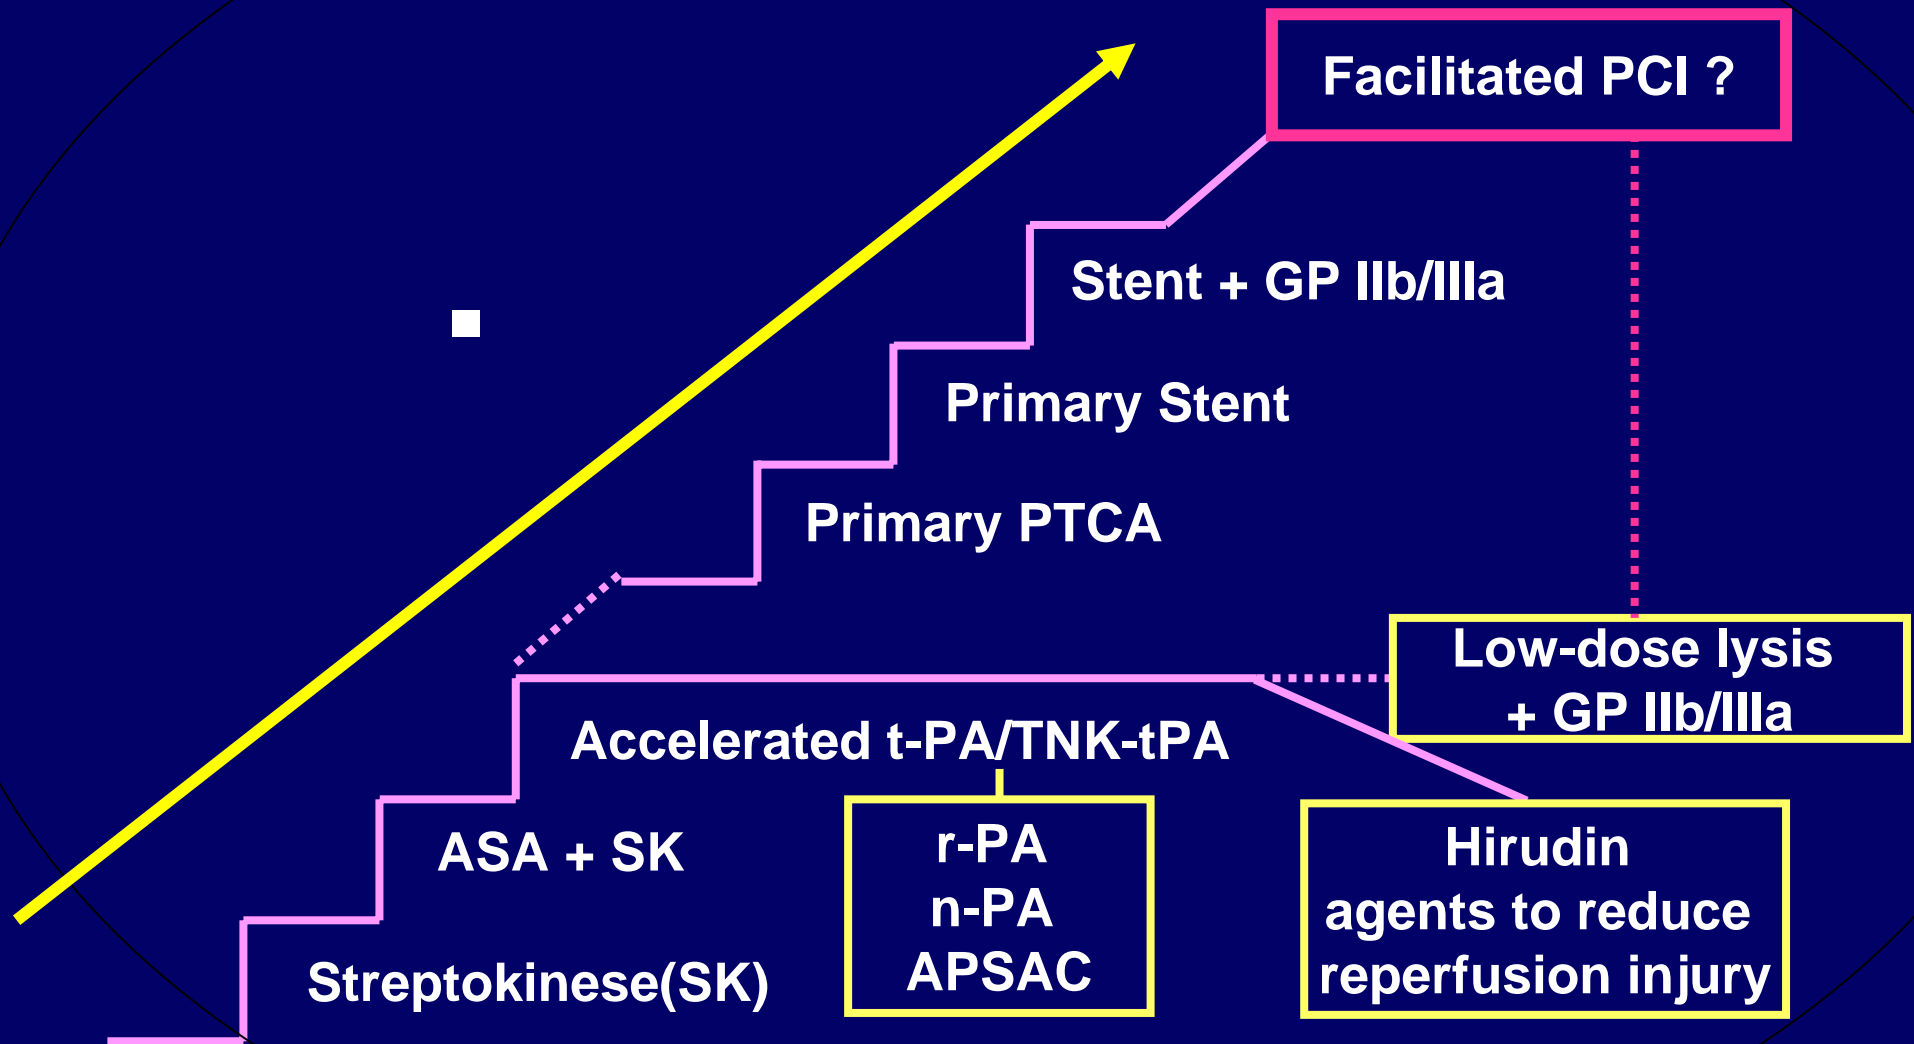 Facilitated PCI ?
Stent + GP IIb/IIIa
Primary Stent
Primary PTCA
Low-dose lysis
+ GP IIb/IIIa
Accelerated t-PA/TNK-tPA
ASA + SK
r-PA
n-PA
APSAC
Hirudin
agents to reduce
reperfusion injury
Streptokinese(SK)